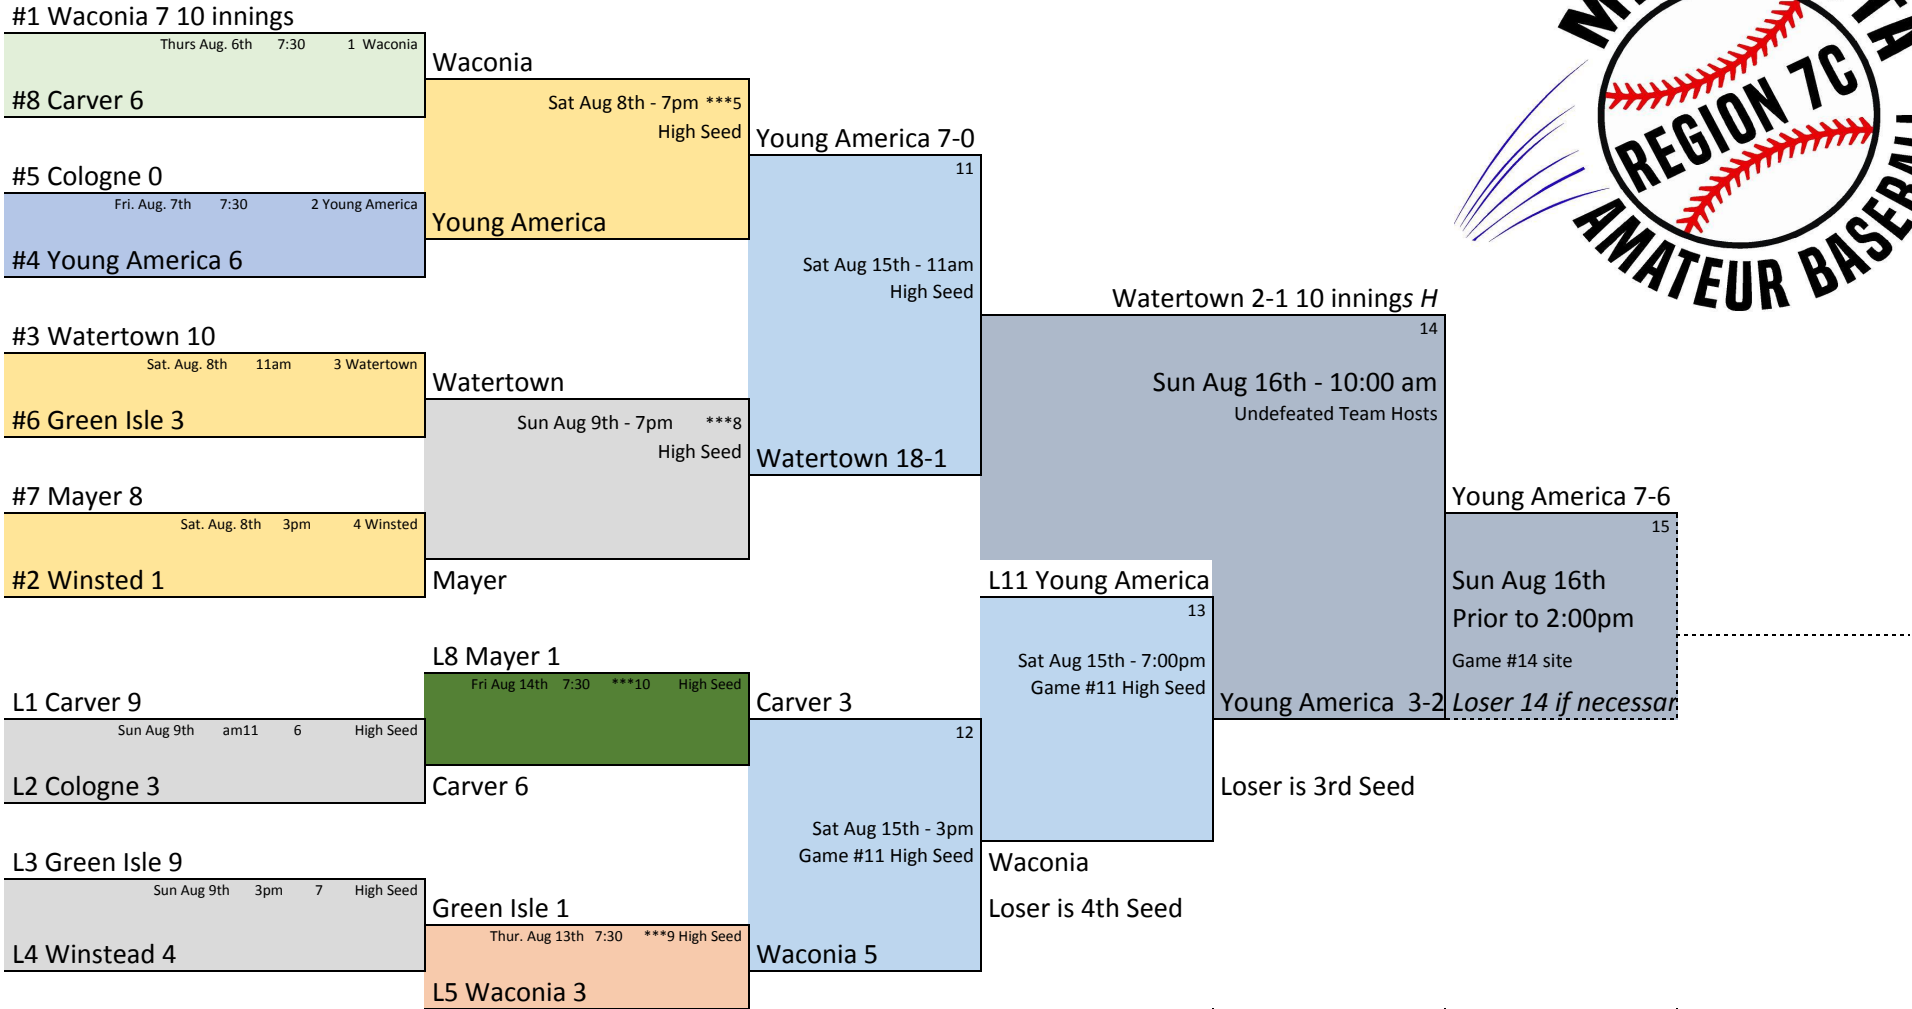 #1 Waconia 7 10 innings
Thurs Aug. 6th 7:30 1 Waconia
#8 Carver 6
#5 Cologne 0
Fri. Aug. 7th 7:30 2 Young America
#4 Young America 6
#3 Watertown 10
Sat. Aug. 8th 11am 3 Watertown
#6 Green Isle 3
#7 Mayer 8
Sat. Aug. 8th 3pm 4 Winsted
#2 Winsted 1
L1 Carver 9
Sun Aug 9th am11 6 High Seed
L2 Cologne 3
L3 Green Isle 9
Sun Aug 9th 3pm 7 High Seed
L4 Winstead 4
Waconia
Sat Aug 8th - 7pm ***5
High Seed
Young America
Watertown
Sun Aug 9th - 7pm ***8
High Seed
Mayer
L8 Mayer 1
Fri Aug 14th 7:30 ***10 High Seed
Carver 6
Green Isle 1
Thur. Aug 13th 7:30 ***9 High Seed
L5 Waconia 3
Young America 7-0
11
Sat Aug 15th - 11am
High Seed
Watertown 18-1
Carver 3
12
Sat Aug 15th - 3pm
Game #11 High Seed
Waconia 5
Watertown 2-1 10 innings H
14
Sun Aug 16th - 10:00 am
Undefeated Team Hosts
L11 Young America
13
Sat Aug 15th - 7:00pm
Game #11 High Seed
Waconia
Loser is 4th Seed
Young America 3-2
Loser is 3rd Seed
Young America 7-6
15
Sun Aug 16th
Prior to 2:00pm
Game #14 site
Loser 14 if necessar
REGION 7C
AMATEUR BASEBALL